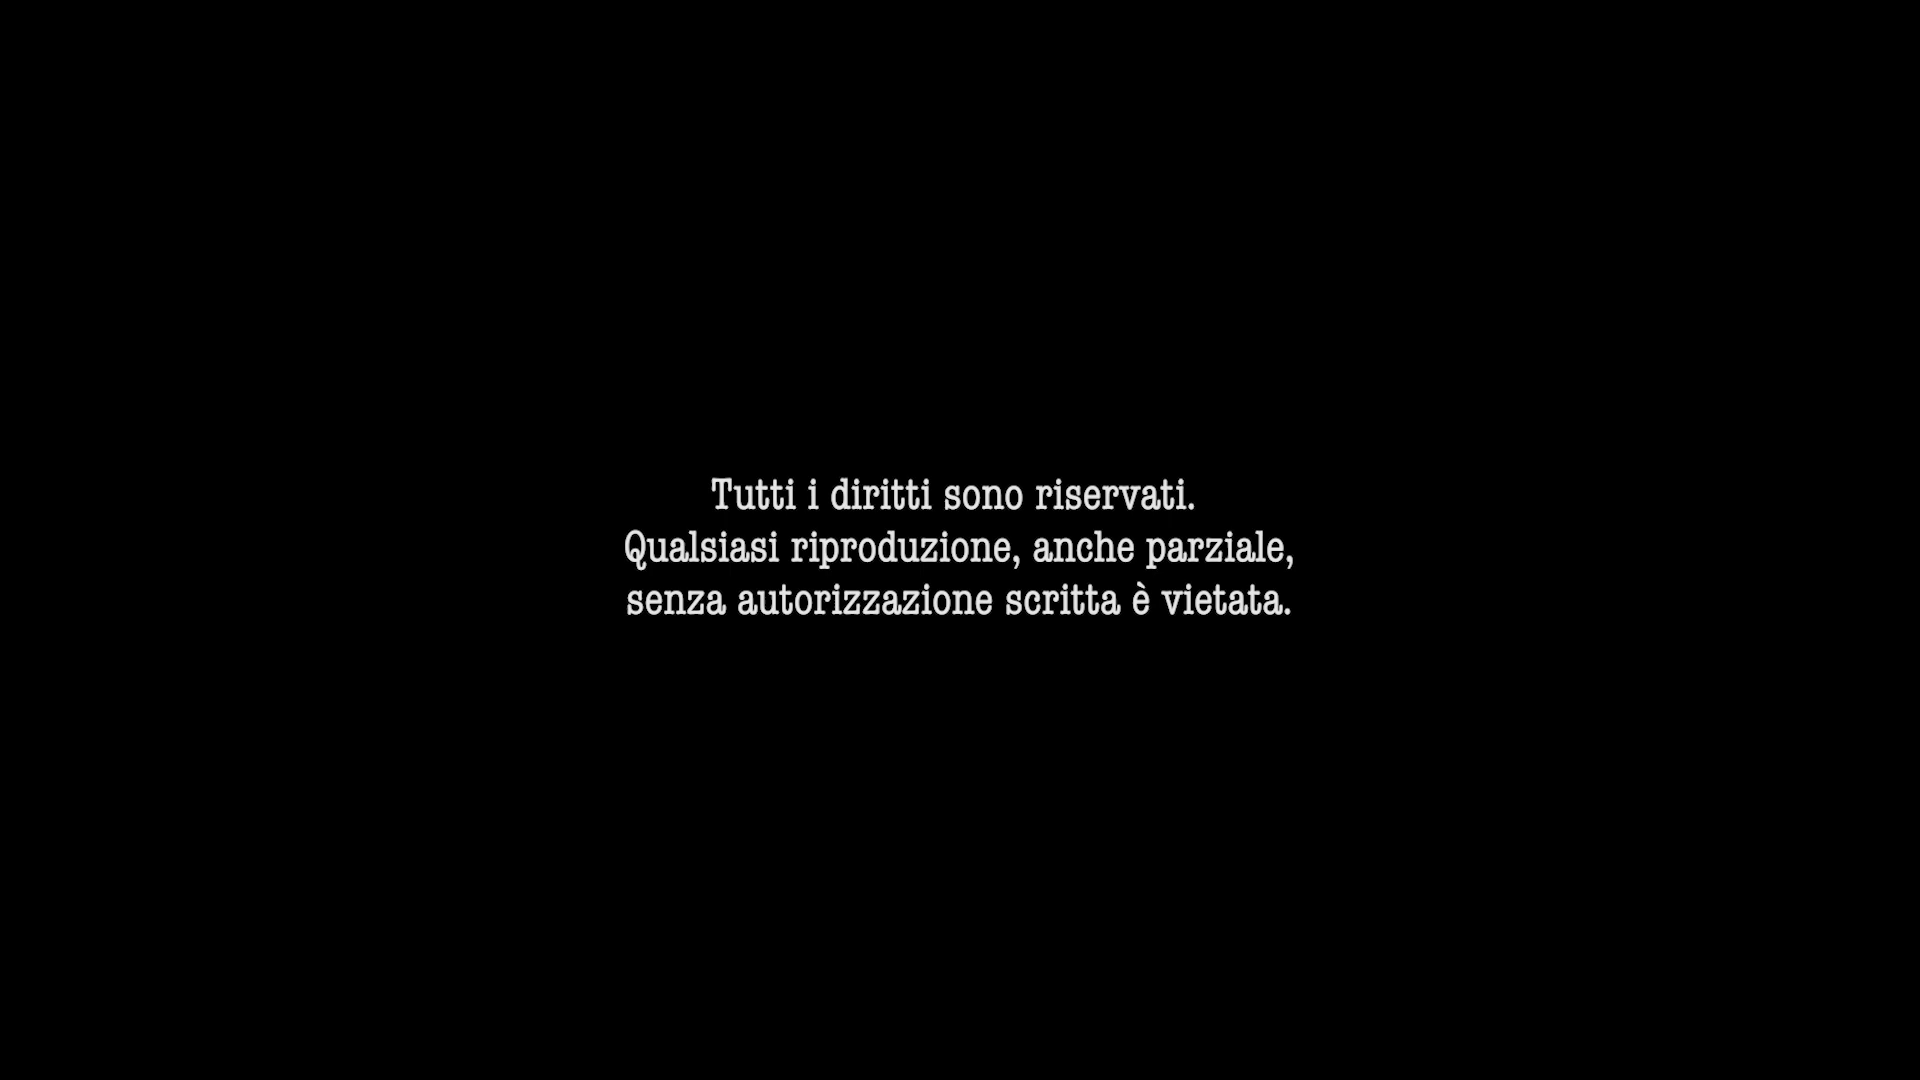 Tutti i diritti sono riservati.
Qualsiasi riproduzione, anche parziale,
senza autorizzazione scritta è vietata.